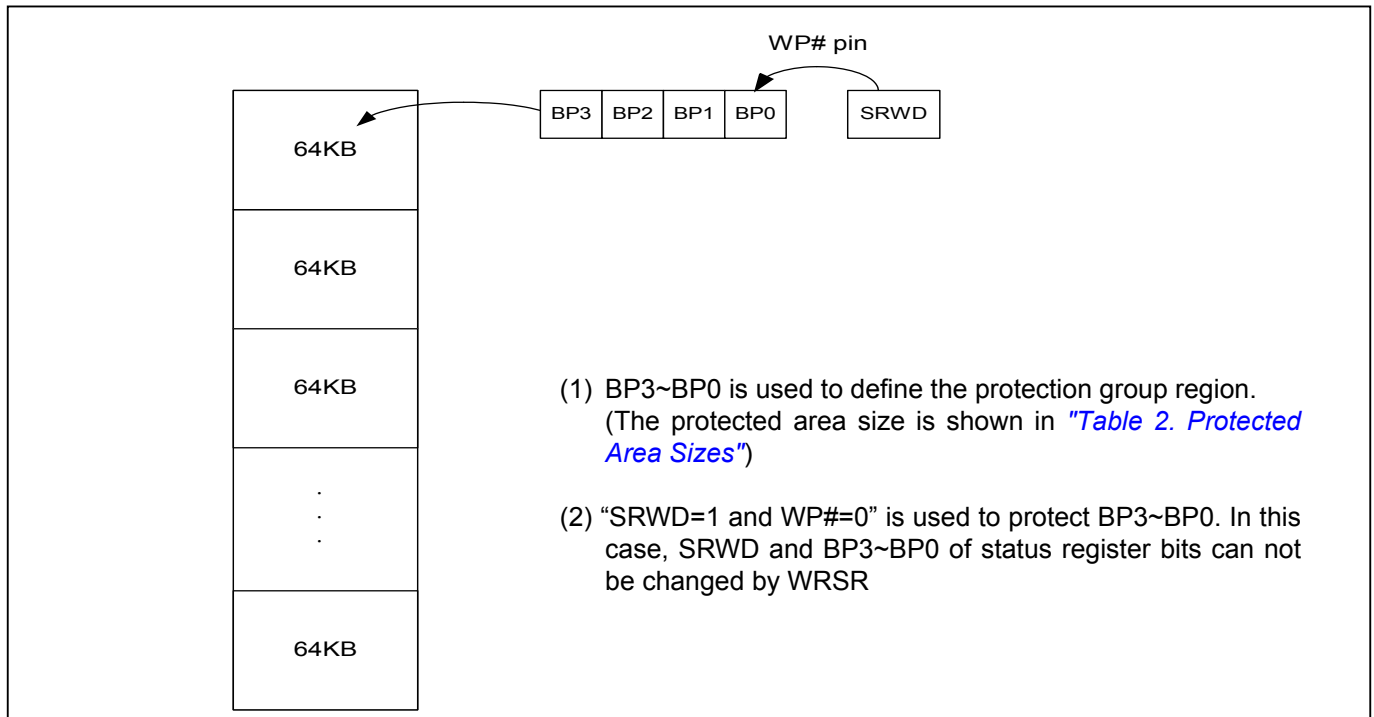 WP# pin
BP3 BP2 BP1 BP0 SRWD
64KB
64KB
64KB
.
.
.
64KB
(1) BP3~BP0 is used to define the protection group region.
(The protected area size is shown in "Table 2. Protected
Area Sizes")
(2) “SRWD=1 and WP#=0” is used to protect BP3~BP0. In this
case, SRWD and BP3~BP0 of status register bits can not
be changed by WRSR